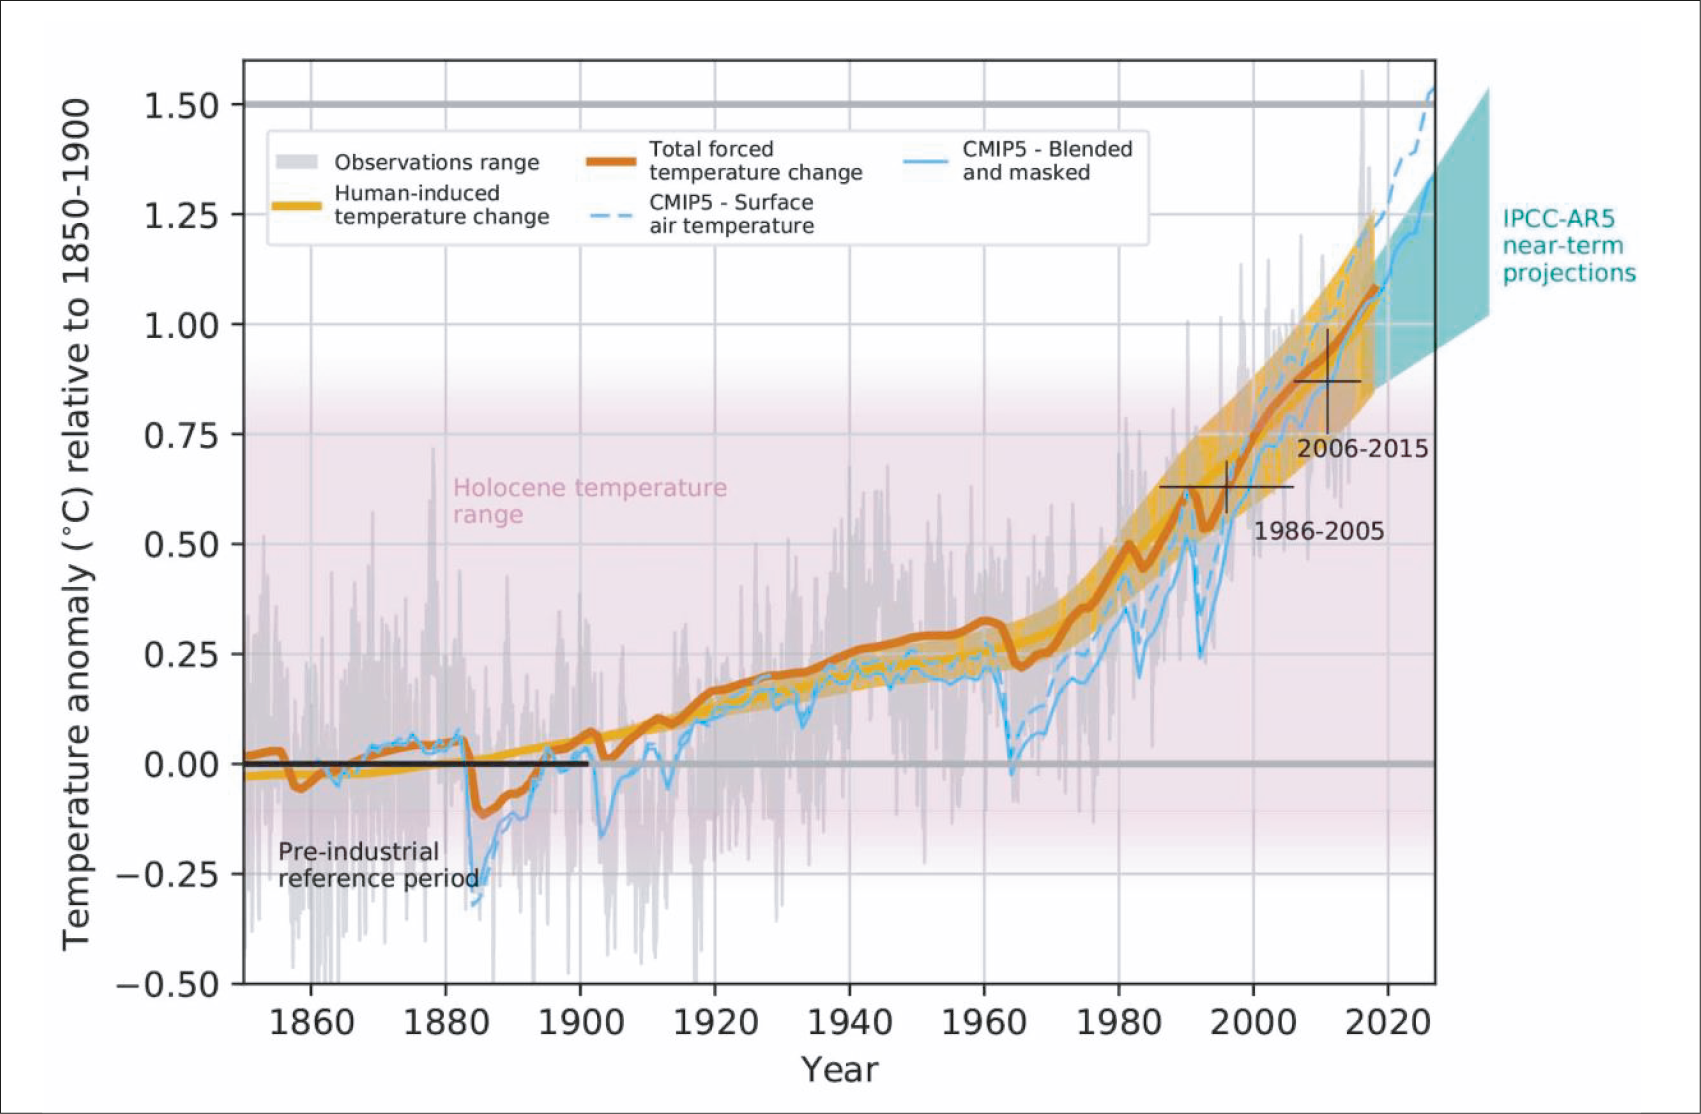 Temperature anomaly (°C) relative to 1850-1900
1.50
1.25
1.00
0.75
0.50
0.25
0.00
−0.25
−0.50
Observations range
Human-induced
temperature change
Total forced
temperature change
CMIP5 - Surface
air temperature
CMIP5 - Blended
and masked
IPCC-AR5
near-term
projections
Holocene temperature
range
2006-2015
1986-2005
Pre-industrial
reference period
1860 1880 1900 1920 1940 1960 1980 2000 2020
Year